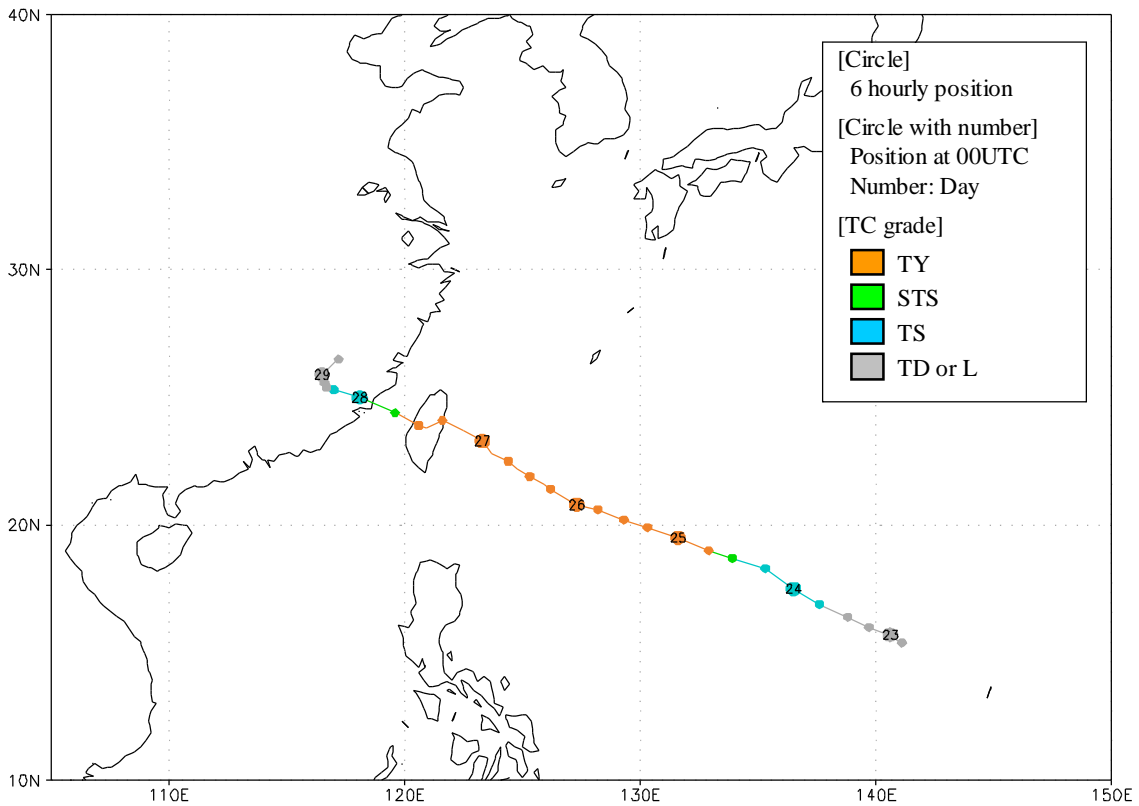 40N
30N
20N
10N
110E
120E
130E
140E
150E
[Circle]
6 hourly position
[Circle with number]
Position at 00UTC
Number: Day
[TC grade]
TY
STS
TS
TD or L
29
28
27
26
25
24
23